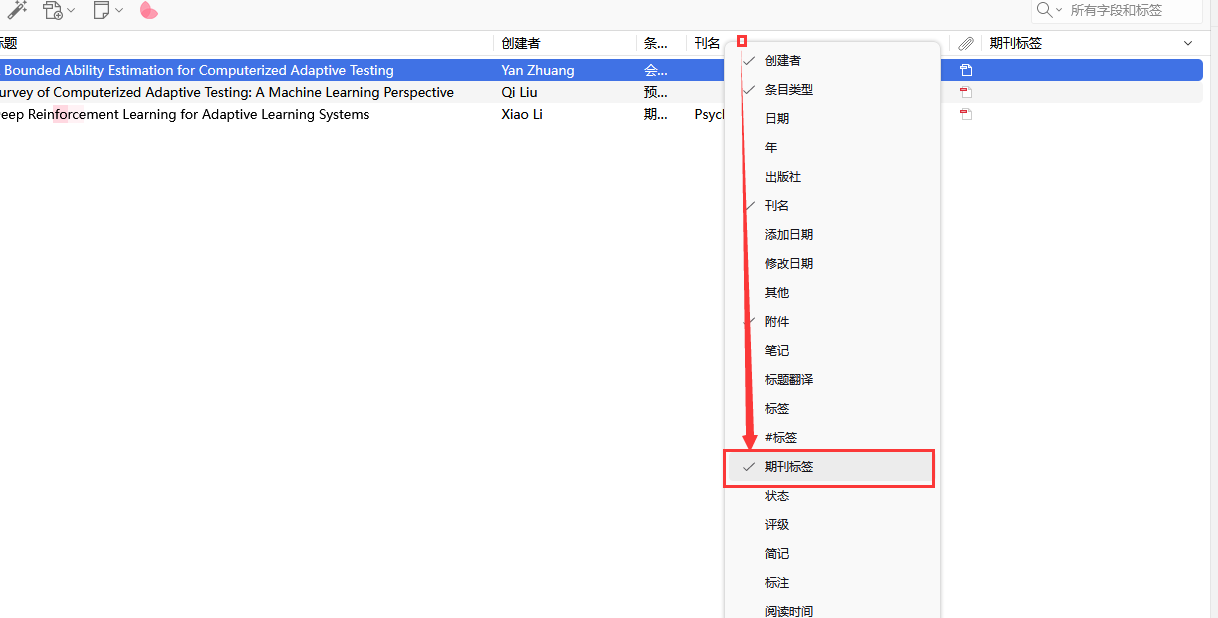 所有字段和标签
标题 创建者 条... 刊名 期刊标签
Bounded Ability Estimation for Computerized Adaptive Testing Yan Zhuang 会...
urvey of Computerized Adaptive Testing: A Machine Learning Perspective Qi Liu 预...
eep Reinforcement Learning for Adaptive Learning Systems Xiao Li 期... Psych
创建者
条目类型
日期
年
出版社
刊名
添加日期
修改日期
其他
附件
笔记
标题翻译
标签
#标签
期刊标签
状态
评级
简记
标注
阅读时间